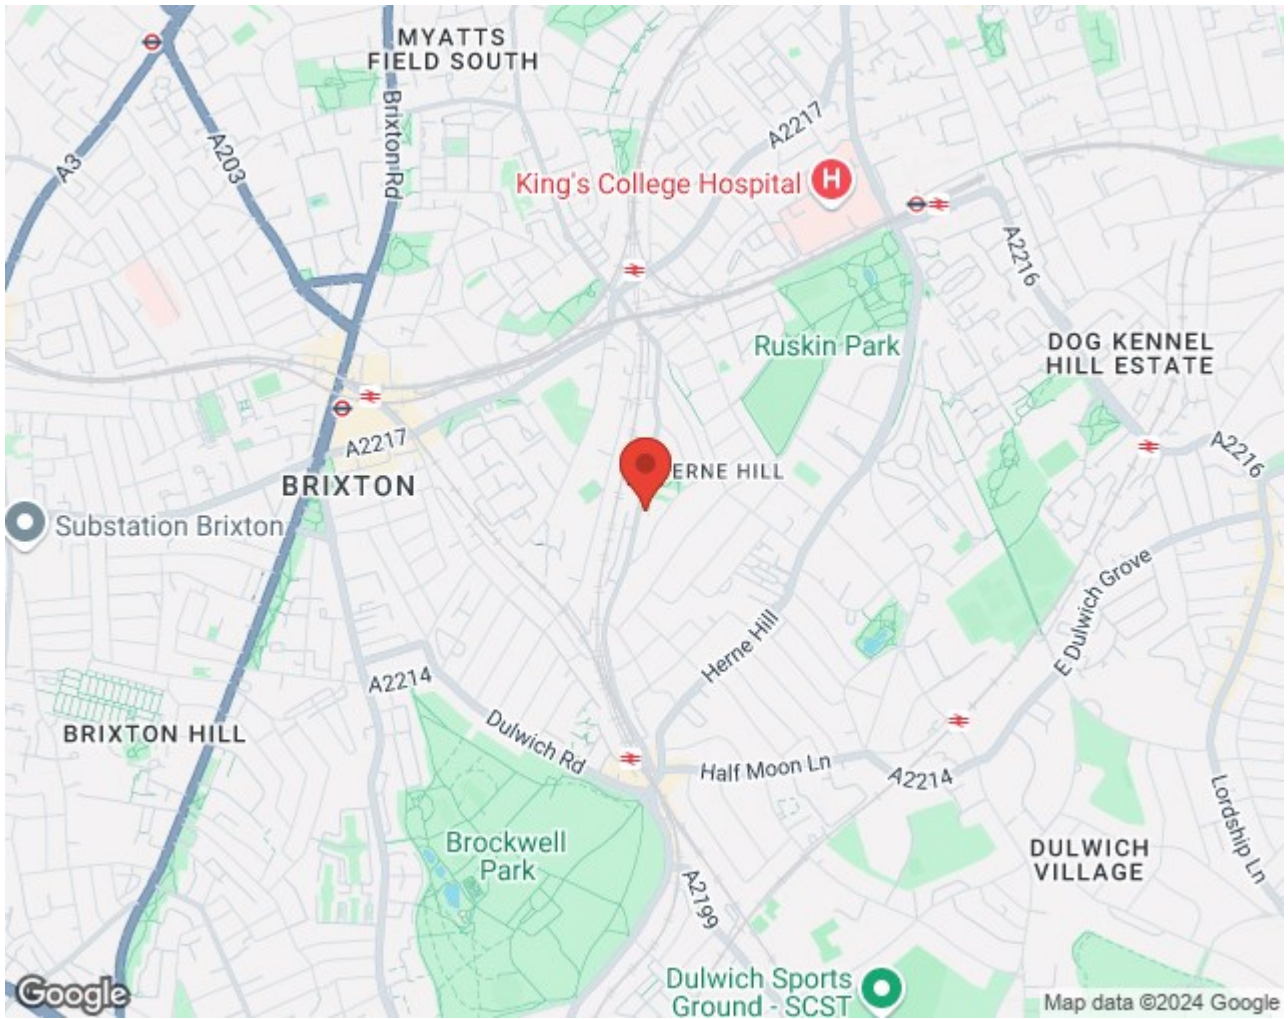 MYATTS
FIELD SOUTH
A2217
A3
A203
Brixton Rd
King's College Hospital
H
A2216
Ruskin Park
DOG KENNEL
HILL ESTATE
A2217
A2216
BRIXTON
ERNE HILL
Substation Brixton
E Dulwich Grove
Herne Hill
A2214
BRIXTON HILL
Dulwich Rd
Half Moon Ln
A2214
Lordship Ln
Brockwell
Park
DULWICH
VILLAGE
A2199
Dulwich Sports
Ground - SCST
Google
Map data ©2024 Google